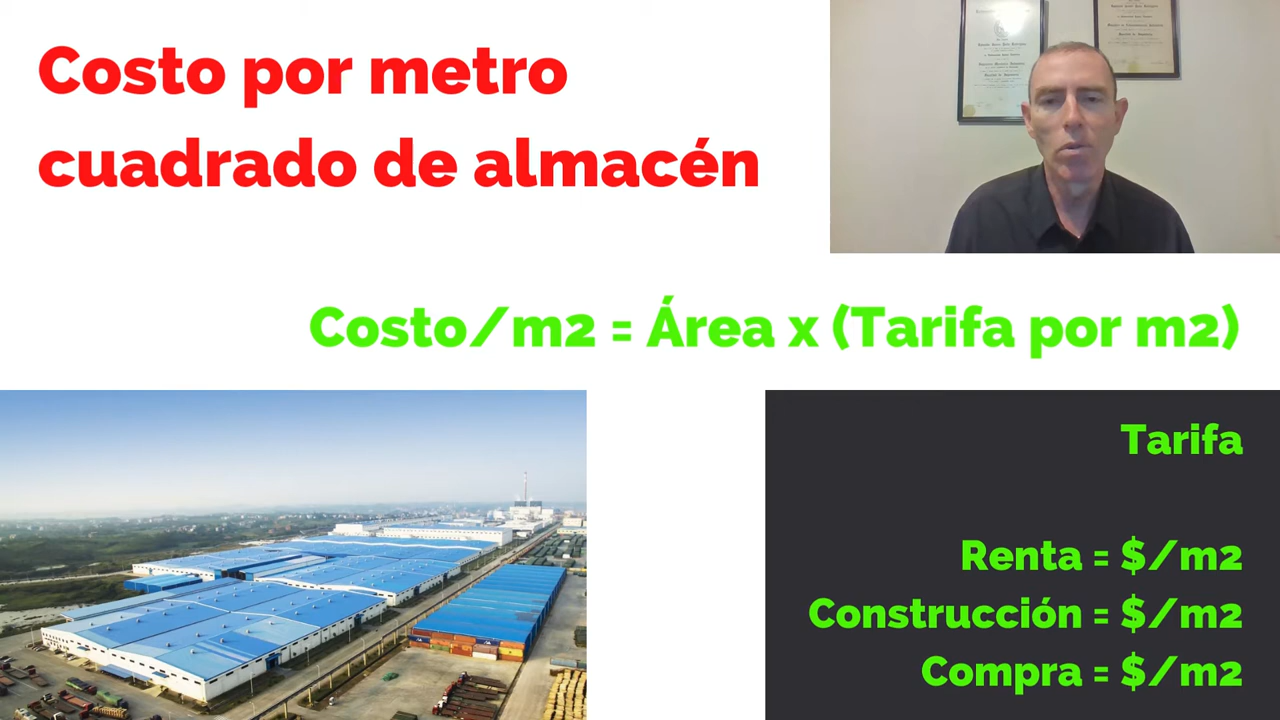 Costo por metro
cuadrado de almacén
Costo/m2 = Área x (Tarifa por m2)
Tarifa
Renta = $/m2
Construcción = $/m2
Compra = $/m2